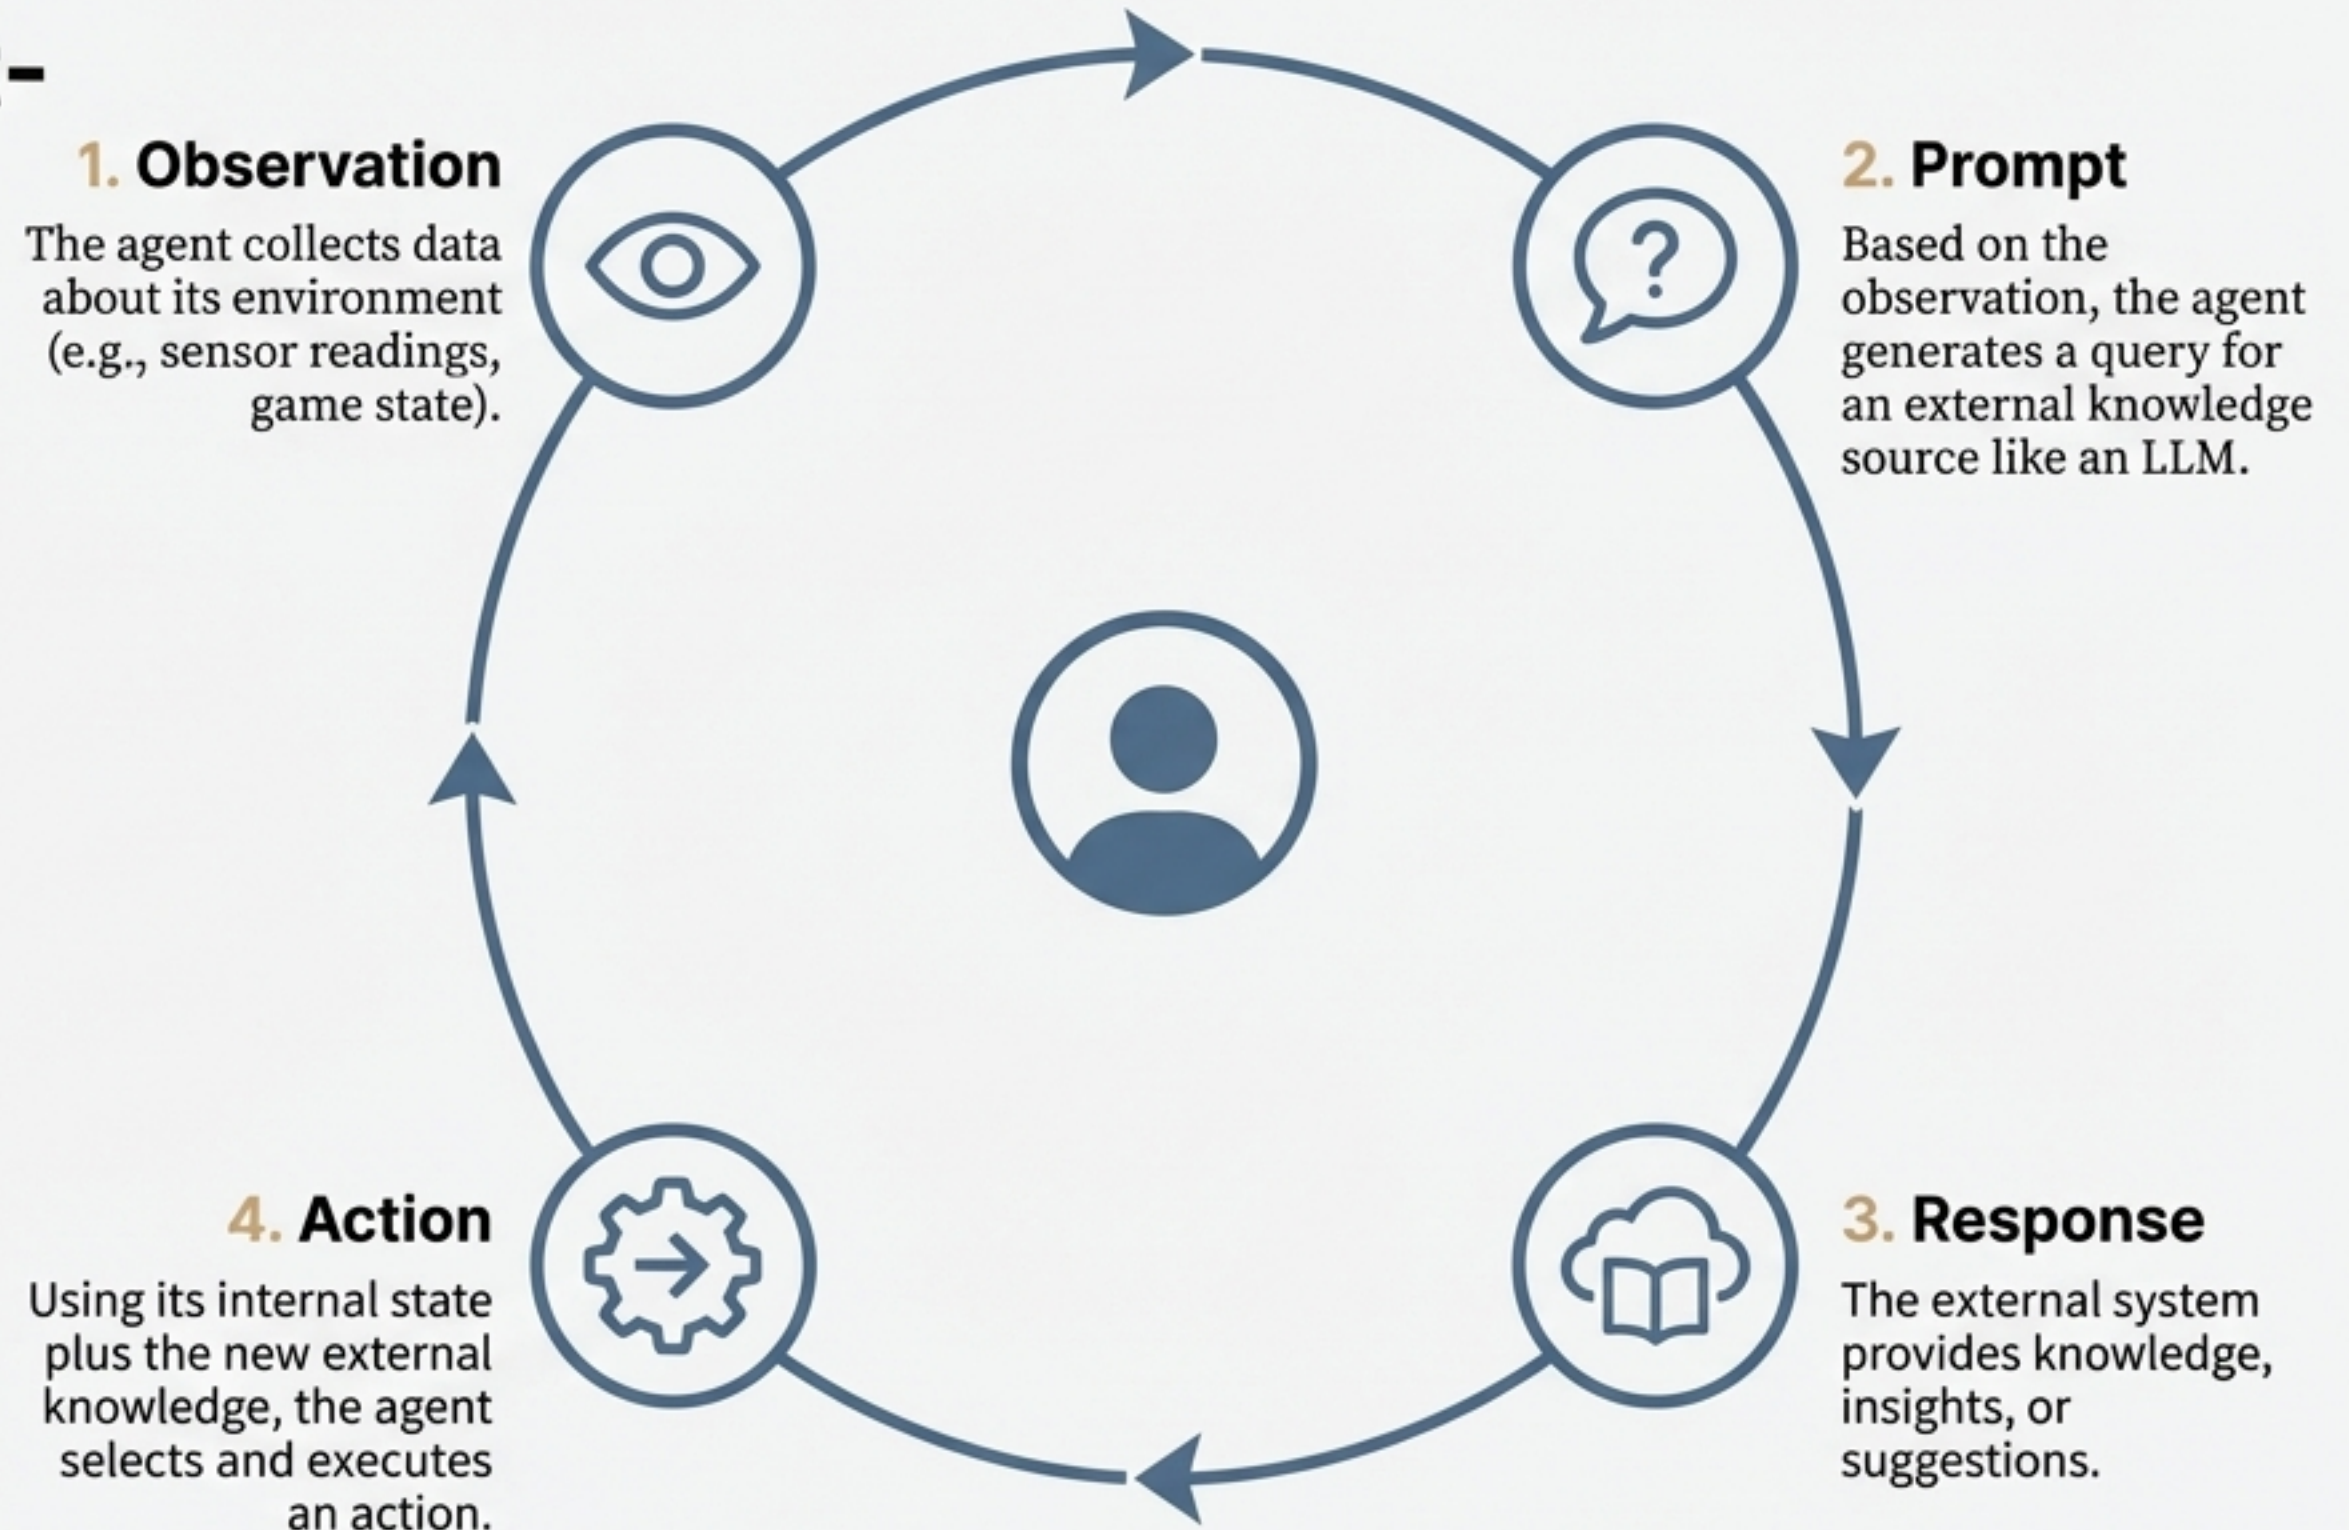 -
1. Observation
The agent collects data
about its environment
(e.g., sensor readings,
game state).
2. Prompt
Based on the
observation, the agent
generates a query for
an external knowledge
source like an LLM.
3. Response
The external system
provides knowledge,
insights, or
suggestions.
4. Action
Using its internal state
plus the new external
knowledge, the agent
selects and executes
an action.